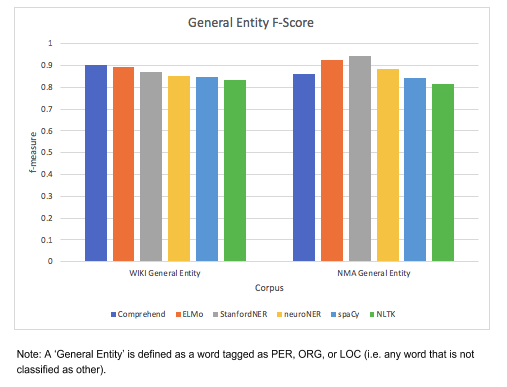 General Entity F-Score
1
0.9
0.8
0.7
0.6
0.5
0.4
0.3
0.2
0.1
0
f-measure
WIKI General Entity
NMA General Entity
Corpus
Comprehend ELMo StanfordNER neuroNER spaCy NLTK
Note: A ‘General Entity’ is defined as a word tagged as PER, ORG, or LOC (i.e. any word that is not
classified as other).